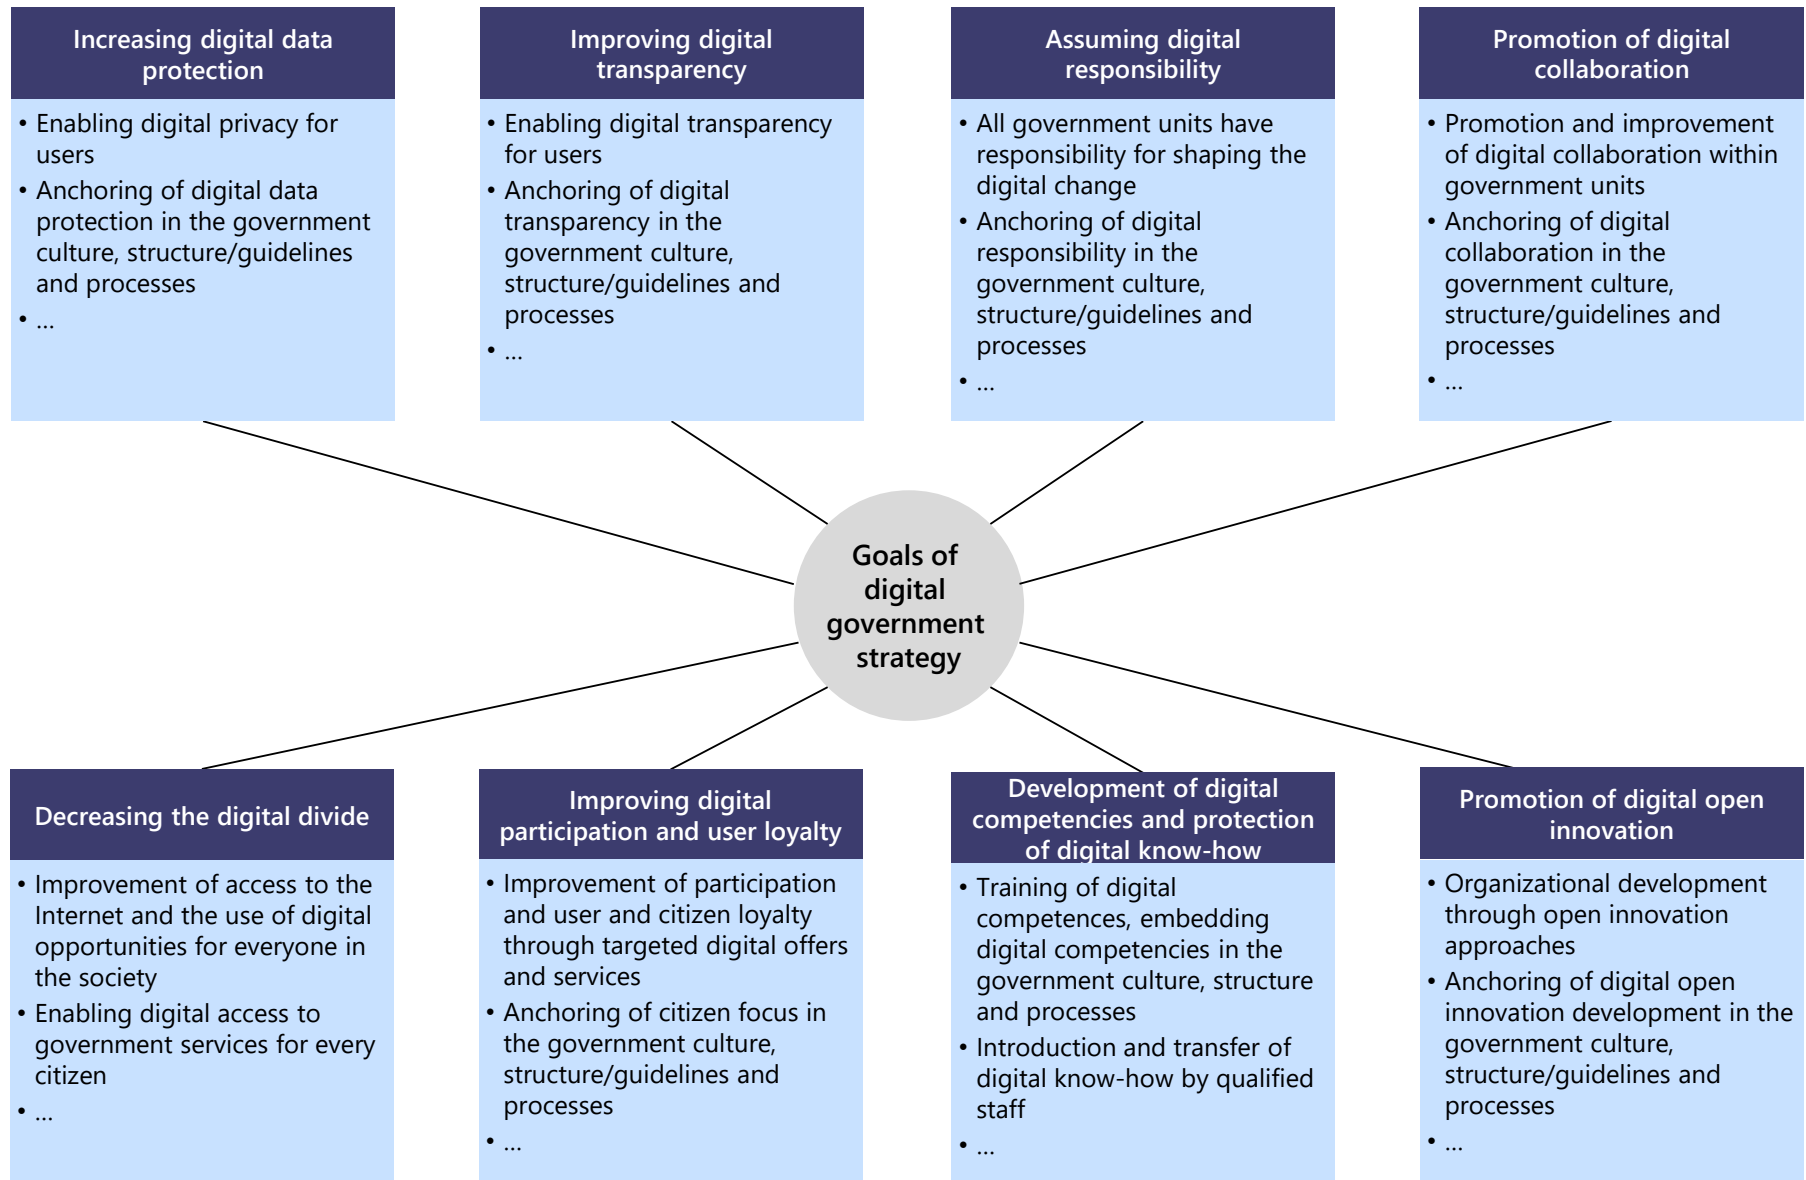 Increasing digital data
protection
• Enabling digital privacy for
users
• Anchoring of digital data
protection in the government
culture, structure/guidelines
and processes
• ...
Improving digital
transparency
• Enabling digital transparency
for users
• Anchoring of digital
transparency in the
government culture,
structure/guidelines and
processes
• ...
Assuming digital
responsibility
• All government units have
responsibility for shaping the
digital change
• Anchoring of digital
responsibility in the
government culture,
structure/guidelines and
processes
• ...
Promotion of digital
collaboration
• Promotion and improvement
of digital collaboration within
government units
• Anchoring of digital
collaboration in the
government culture,
structure/guidelines and
processes
• ...
Goals of
digital
government
strategy
Decreasing the digital divide
• Improvement of access to the
Internet and the use of digital
opportunities for everyone in
the society
• Enabling digital access to
government services for every
citizen
• ...
Improving digital
participation and user loyalty
• Improvement of participation
and user and citizen loyalty
through targeted digital offers
and services
• Anchoring of citizen focus in
the government culture,
structure/guidelines and
processes
• ...
Development of digital
competencies and protection
of digital know-how
• Training of digital
competences, embedding
digital competencies in the
government culture, structure
and processes
• Introduction and transfer of
digital know-how by qualified
staff
• ...
Promotion of digital open
innovation
• Organizational development
through open innovation
approaches
• Anchoring of digital open
innovation development in the
government culture,
structure/guidelines and
processes
• ...